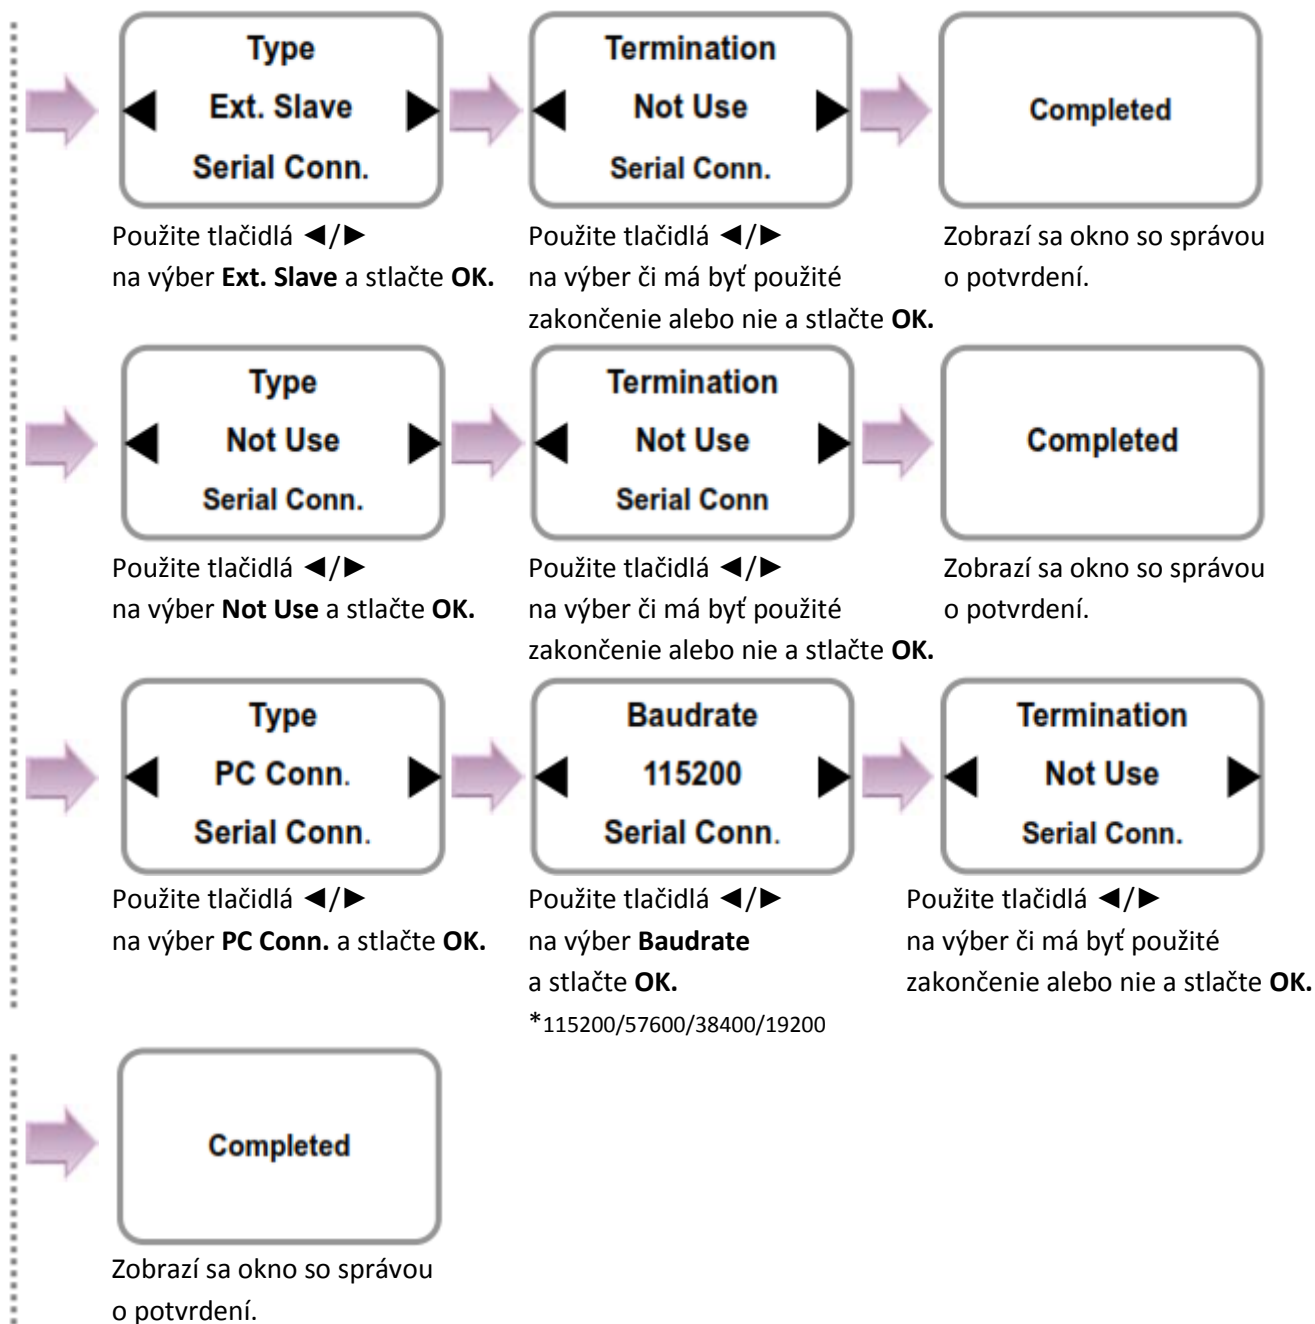 Type
Ext. Slave
Serial Conn.
Termination
Not Use
Serial Conn.
Completed
Použite tlačidlá ◄/►
na výber Ext. Slave a stlačte OK.
Použite tlačidlá ◄/►
na výber či má byť použité
zakončenie alebo nie a stlačte OK.
Zobrazí sa okno so správou
o potvrdení.
Type
Not Use
Serial Conn.
Termination
Not Use
Serial Conn
Completed
Použite tlačidlá ◄/►
na výber Not Use a stlačte OK.
Použite tlačidlá ◄/►
na výber či má byť použité
zakončenie alebo nie a stlačte OK.
Zobrazí sa okno so správou
o potvrdení.
Type
PC Conn.
Serial Conn.
Baudrate
115200
Serial Conn.
Termination
Not Use
Serial Conn.
Použite tlačidlá ◄/►
na výber PC Conn. a stlačte OK.
Použite tlačidlá ◄/►
na výber Baudrate
a stlačte OK.
*115200/57600/38400/19200
Použite tlačidlá ◄/►
na výber či má byť použité
zakončenie alebo nie a stlačte OK.
Completed
Zobrazí sa okno so správou
o potvrdení.